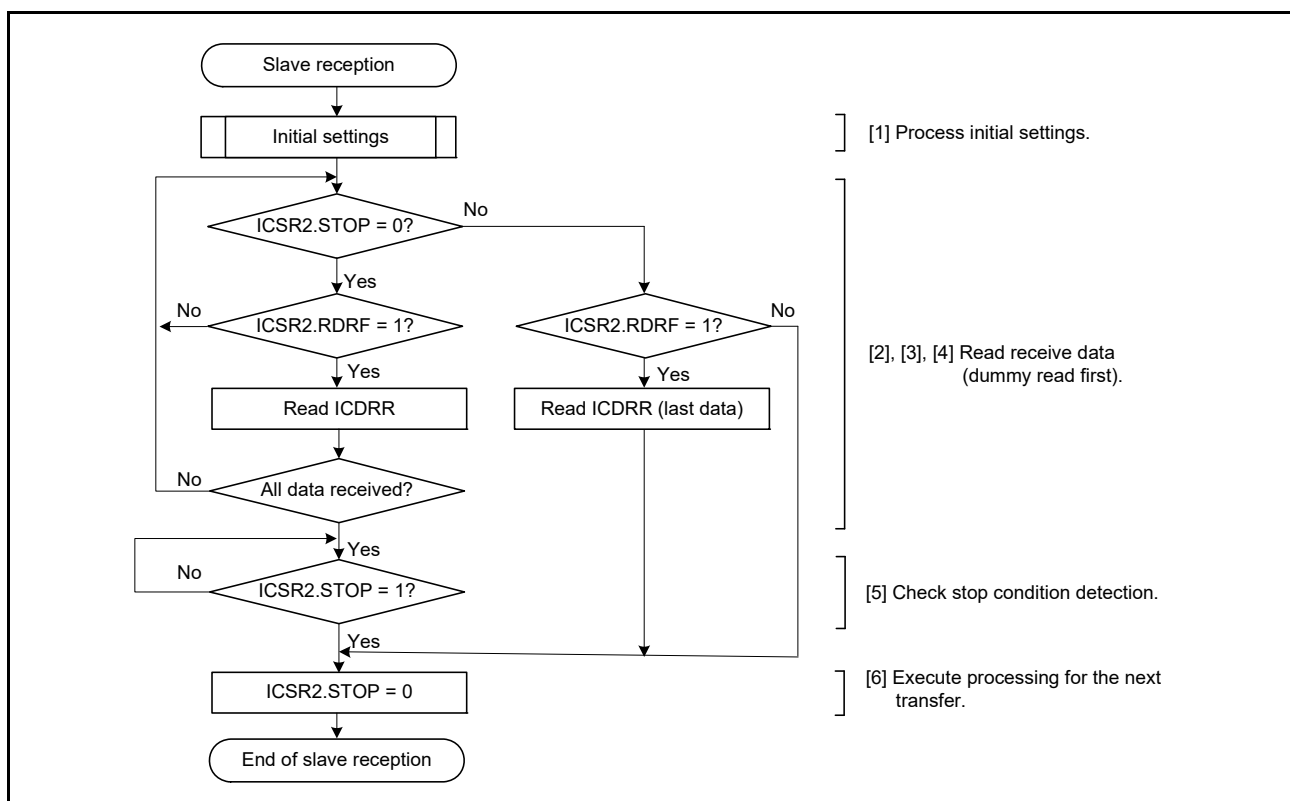 Slave reception
Initial settings
[1] Process initial settings.
ICSR2.STOP = 0?
No
Yes
No
ICSR2.RDRF = 1?
ICSR2.RDRF = 1?
No
[2], [3], [4] Read receive data
(dummy read first).
Yes
Yes
Read ICDRR
Read ICDRR (last data)
No
All data received?
Yes
No
ICSR2.STOP = 1?
[5] Check stop condition detection.
Yes
ICSR2.STOP = 0
[6] Execute processing for the next
transfer.
End of slave reception